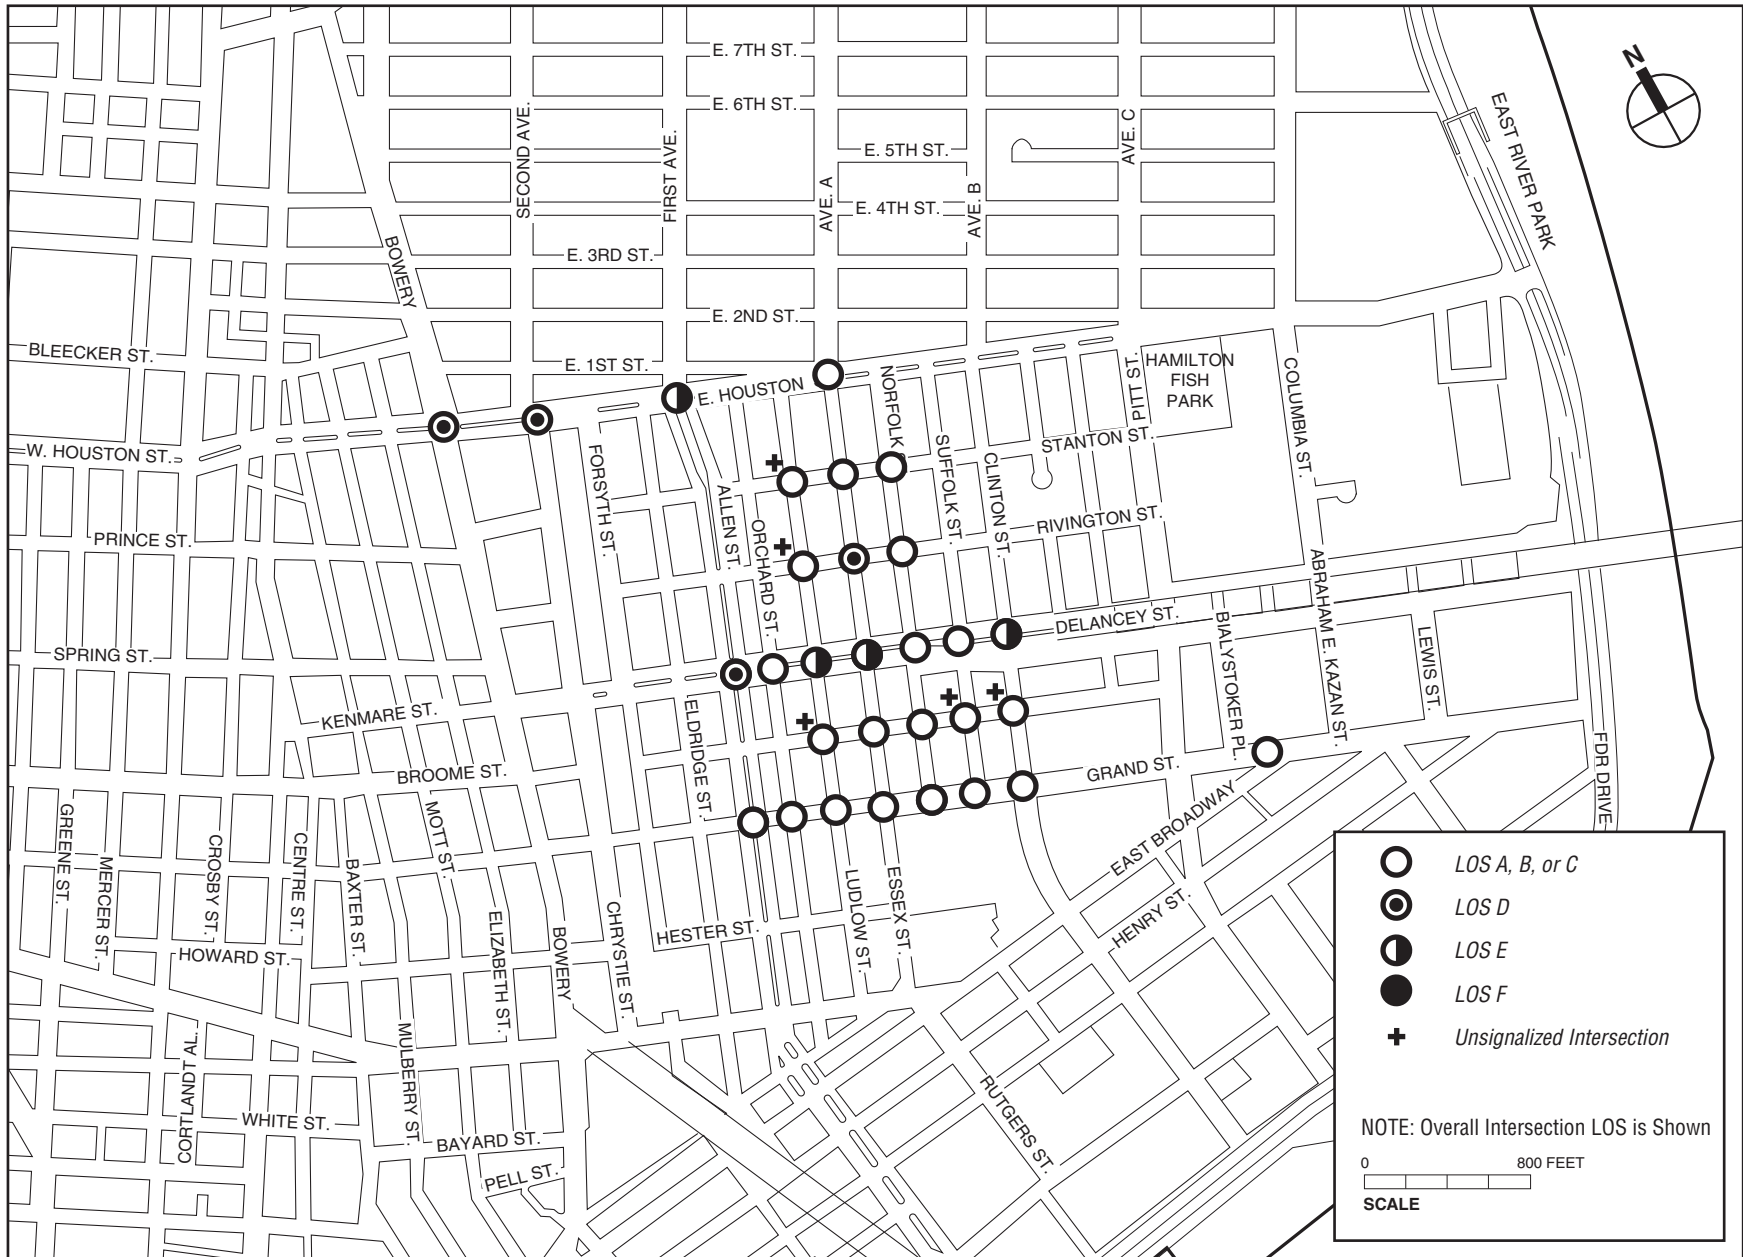 E. 7TH ST.
E. 6TH ST.
E. 5TH ST.
E. 4TH ST.
E. 3RD ST.
E. 2ND ST.
E. 1ST ST.
SECOND AVE.
FIRST AVE.
AVE. A
AVE. B
AVE. C
N
EAST RIVER PARK
BOWERY
BLEECKER ST.
E. HOUSTON
W. HOUSTON ST.
NORFOLK
PITT ST.
HAMILTON
FISH
PARK
COLUMBIA ST.
STANTON ST.
SUFFOLK ST.
CLINTON ST.
FORSYTH ST.
ALLEN ST.
ORCHARD ST.
RIVINGTON ST.
PRINCE ST.
DELANCEY ST.
ABRAHAM E. KAZAN ST.
BIALYSTOKER PL.
LEWIS ST.
SPRING ST.
KENMARE ST.
ELDRIDGE ST.
BROOME ST.
GRAND ST.
FDR DRIVE
EAST BROADWAY
HENRY ST.
GREENE ST.
MERCER ST.
CROSBY ST.
CENTRE ST.
BAXTER ST.
MOTT ST.
ELIZABETH ST.
BOWERY
CHRYSTIE ST.
HESTER ST.
LUDLOW ST.
ESSEX ST.
HOWARD ST.
CORTLANDT AL.
MULBERRY ST.
WHITE ST.
BAYARD ST.
PELL ST.
RUTGERS ST.
LOS A, B, or C
LOS D
LOS E
LOS F
Unsignalized Intersection
NOTE: Overall Intersection LOS is Shown
0 800 FEET
SCALE